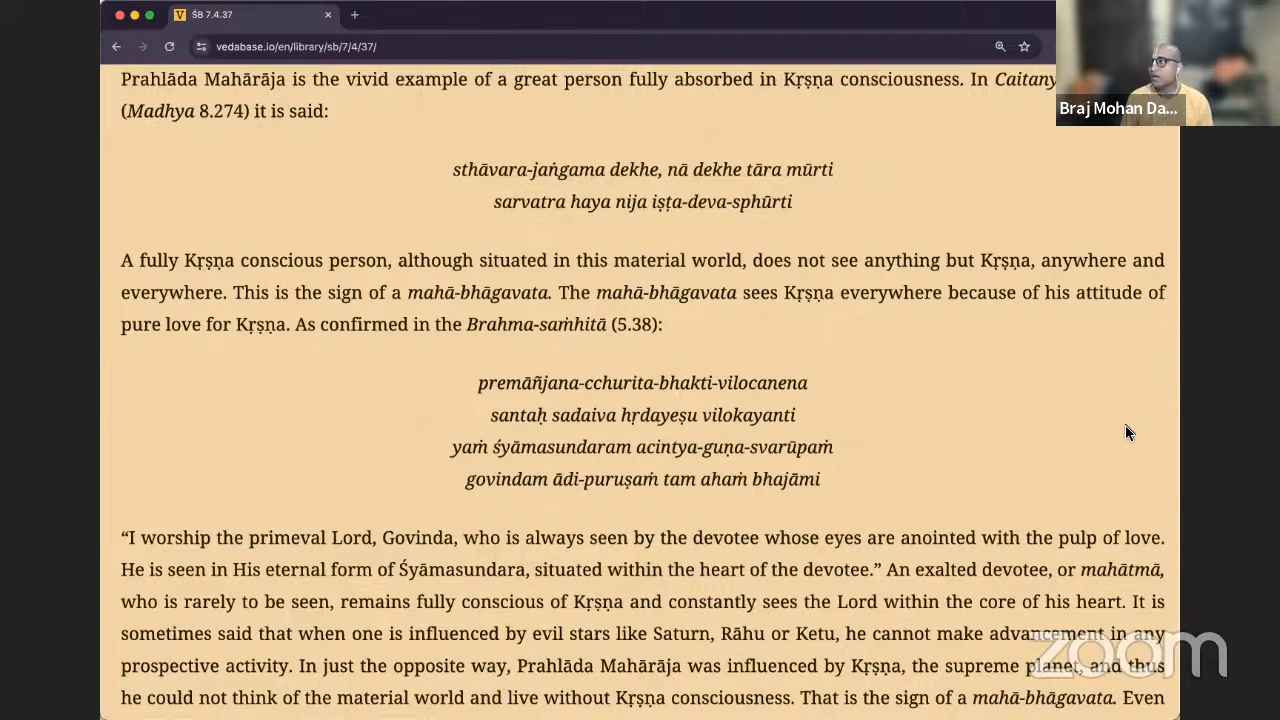 ŚB 7.4.37
vedabase.io/en/library/sb/7/4/37/
Prahlāda Mahārāja is the vivid example of a great person fully absorbed in Kṛṣṇa consciousness. In Caitany
(Madhya 8.274) it is said:
sthāvara-jaṅgama dekhe, nā dekhe tāra mūrti
sarvatra haya nija iṣṭa-deva-sphūrti
A fully Kṛṣṇa conscious person, although situated in this material world, does not see anything but Kṛṣṇa, anywhere and
everywhere. This is the sign of a mahā-bhāgavata. The mahā-bhāgavata sees Kṛṣṇa everywhere because of his attitude of
pure love for Kṛṣṇa. As confirmed in the Brahma-saṁhitā (5.38):
premāñjana-cchurita-bhakti-vilocanena
santaḥ sadaiva hṛdayeṣu vilokayanti
yaṁ śyāmasundaram acintya-guṇa-svarūpaṁ
govindam ādi-puruṣaṁ tam ahaṁ bhajāmi
“I worship the primeval Lord, Govinda, who is always seen by the devotee whose eyes are anointed with the pulp of love.
He is seen in His eternal form of Śyāmasundara, situated within the heart of the devotee.” An exalted devotee, or mahātmā,
who is rarely to be seen, remains fully conscious of Kṛṣṇa and constantly sees the Lord within the core of his heart. It is
sometimes said that when one is influenced by evil stars like Saturn, Rāhu or Ketu, he cannot make advancement in any
prospective activity. In just the opposite way, Prahlāda Mahārāja was influenced by Kṛṣṇa, the supreme planet, and thus
he could not think of the material world and live without Kṛṣṇa consciousness. That is the sign of a mahā-bhāgavata. Even
Braj Mohan Da...
zoom